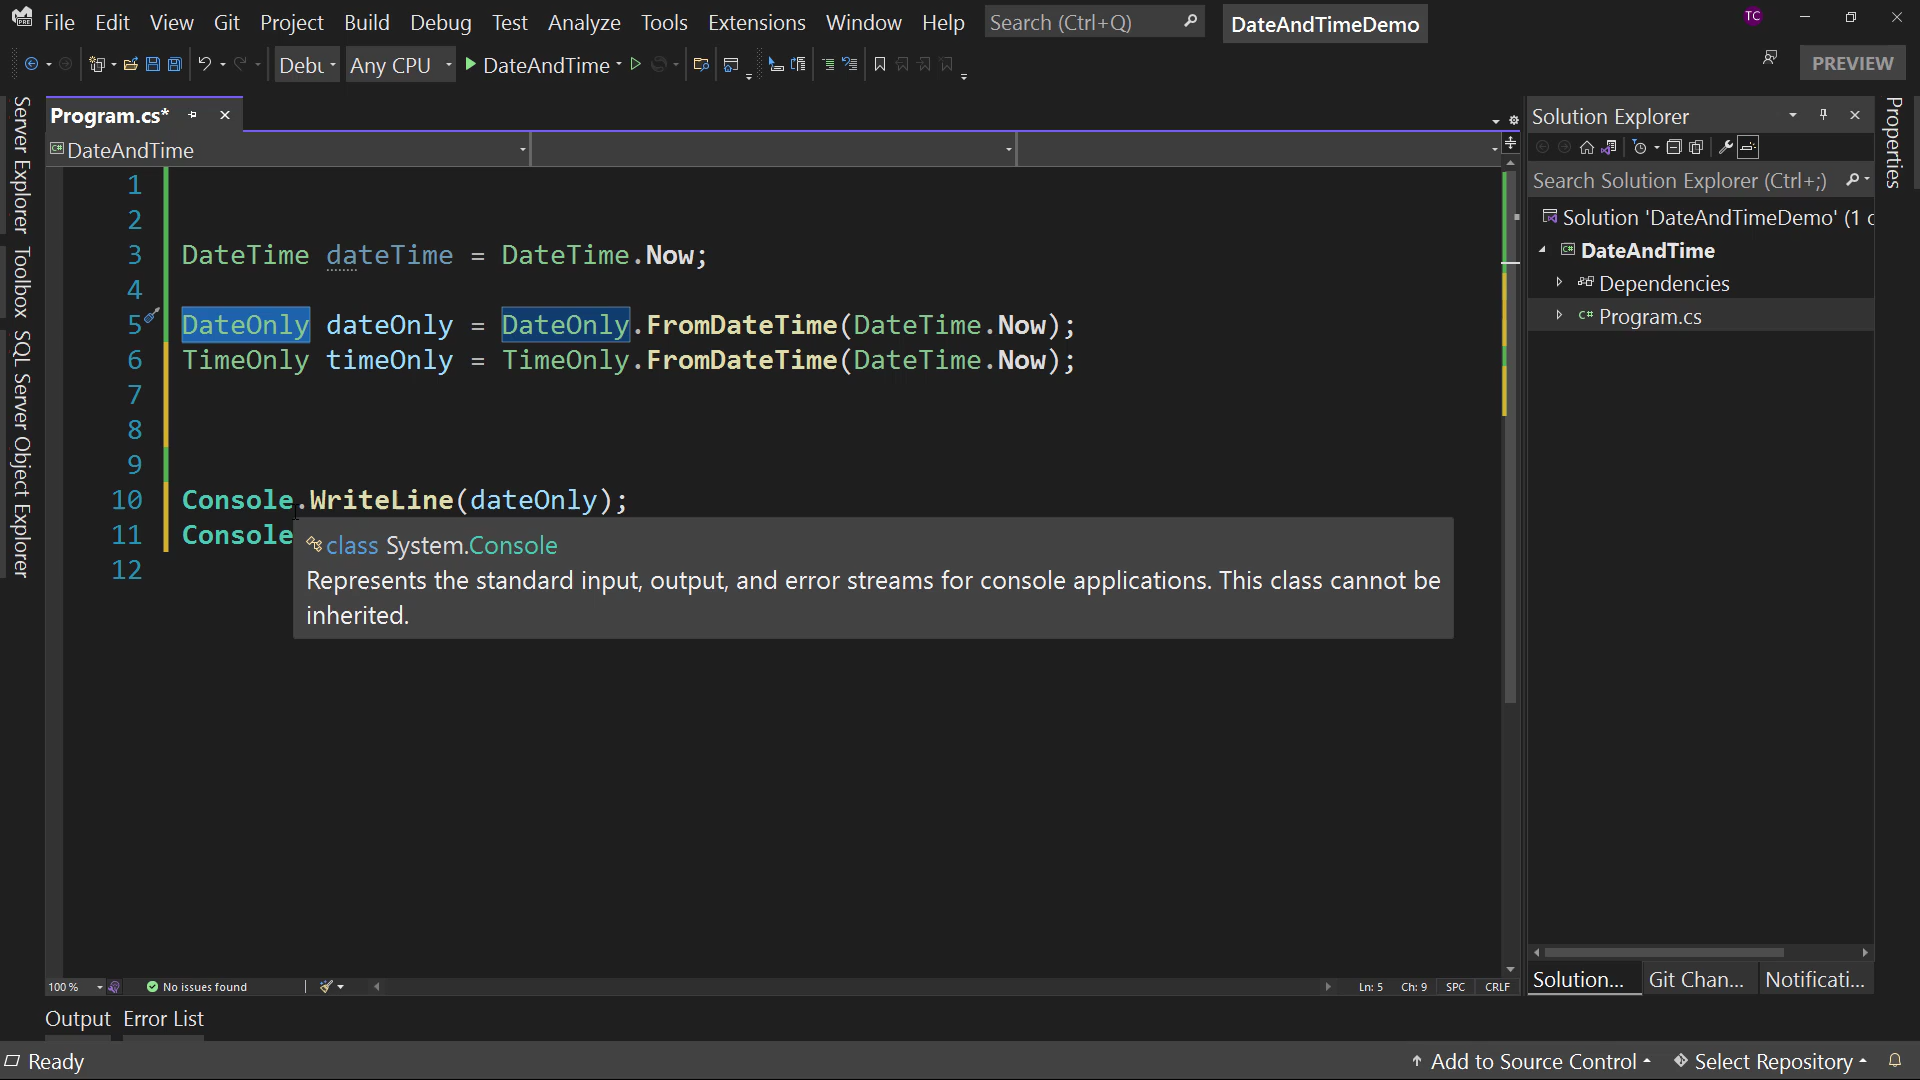 File Edit View Git Project Build Debug Test Analyze Tools Extensions Window Help Search (Ctrl+Q) DateAndTimeDemo TC
Debu Any CPU DateAndTime PREVIEW
Server Explorer
Toolbox
SQL Server Object Explorer
Program.cs*
DateAndTime
1
2
3 DateTime dateTime = DateTime.Now;
4
5 DateOnly dateOnly = DateOnly.FromDateTime(DateTime.Now);
6 TimeOnly timeOnly = TimeOnly.FromDateTime(DateTime.Now);
7
8
9
10 Console.WriteLine(dateOnly);
11 Console
12
class System.Console
Represents the standard input, output, and error streams for console applications. This class cannot be
inherited.
100 % No issues found Ln: 5 Ch: 9 SPC CRLF
Solution Explorer
Search Solution Explorer (Ctrl+;)
Solution 'DateAndTimeDemo' (1 c
C# DateAndTime
Dependencies
C# Program.cs
Solution... Git Chan... Notificati...
Properties
Output Error List
Ready Add to Source Control Select Repository